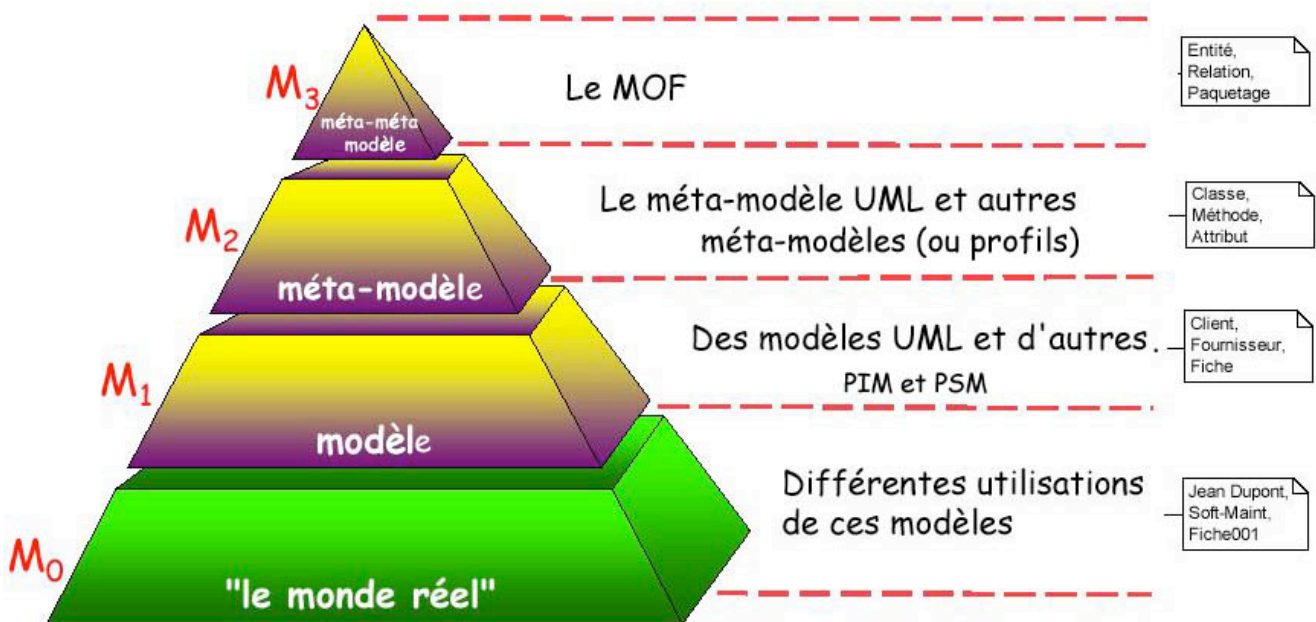 M3
méta-méta
modèle
Le MOF
Entité,
Relation,
Paquetage
M2
méta-modèle
Le méta-modèle UML et autres
méta-modèles (ou profils)
Classe,
Méthode,
Attribut
M1
modèle
Des modèles UML et d'autres.
PIM et PSM
Client,
Fournisseur,
Fiche
M0
"le monde réel"
Différentes utilisations
de ces modèles
Jean Dupont,
Soft-Maint,
Fiche001